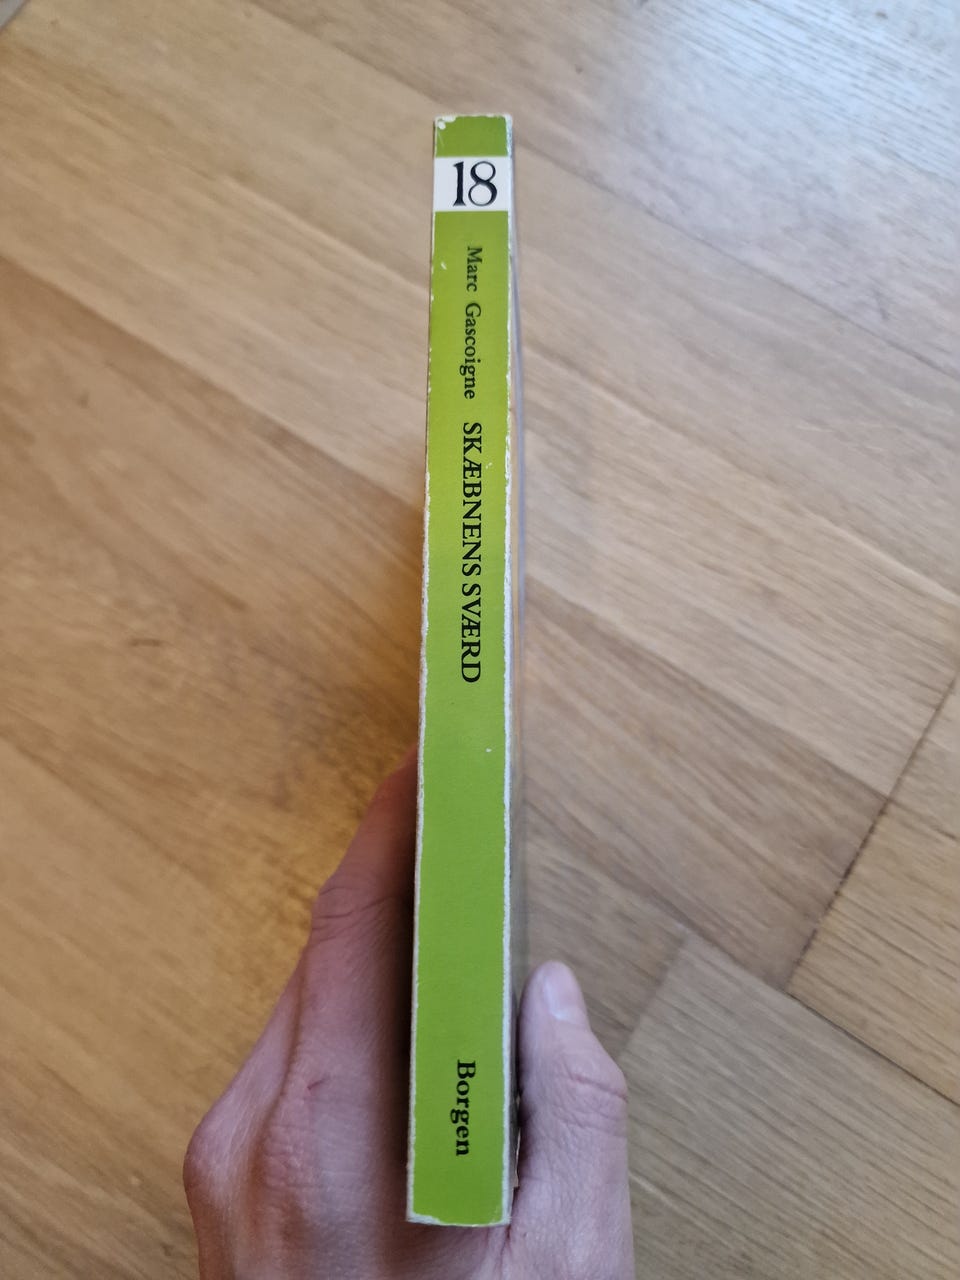 18
Marc Gascoigne SKÆBNENS SVÆRD
Borgen